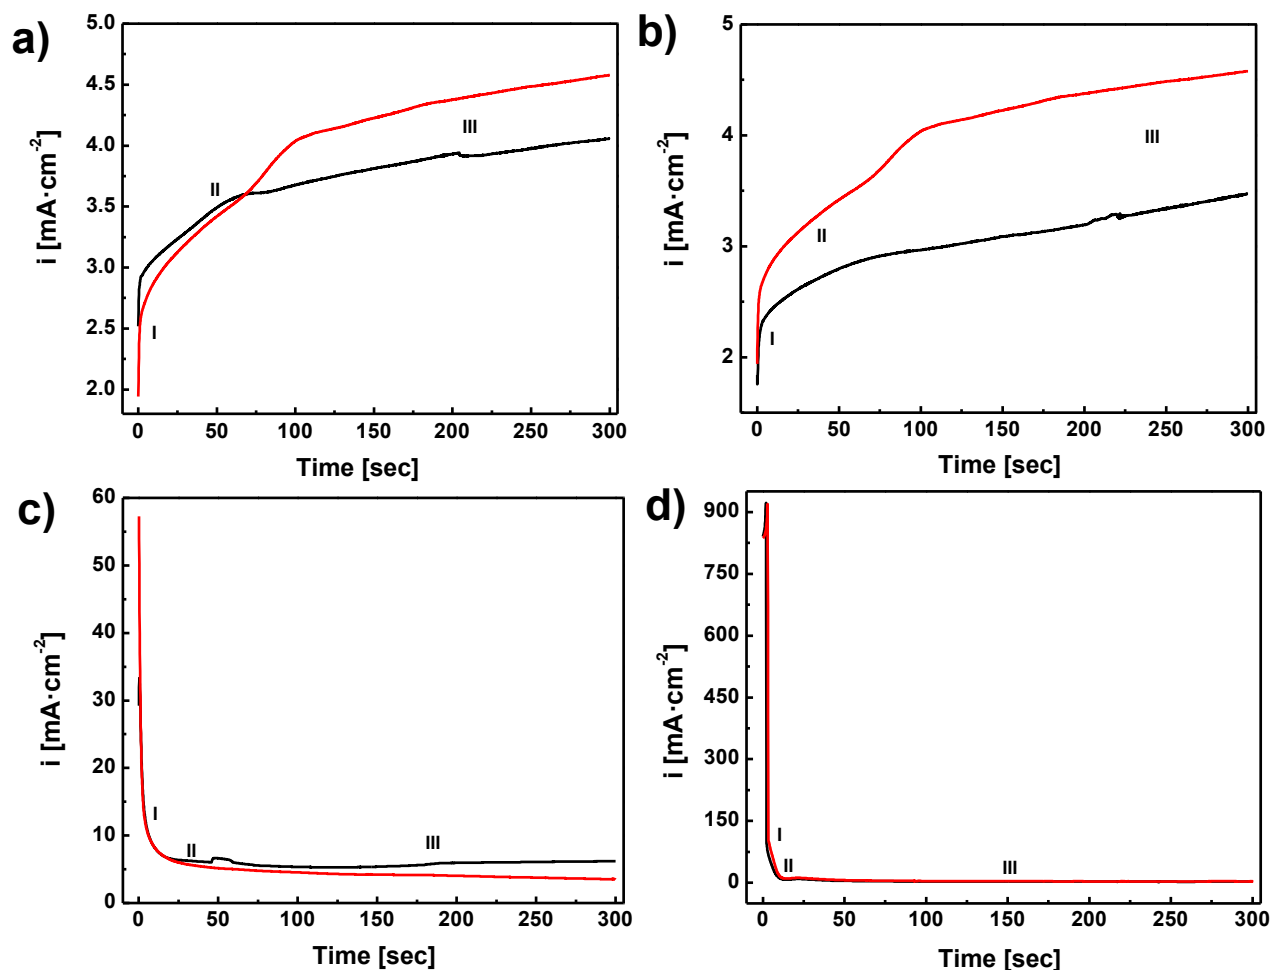 a)
5.0
4.5
4.0
3.5
3.0
2.5
2.0
i [mA·cm-2]
I
II
III
0 50 100 150 200 250 300
Time [sec]
b)
5
4
3
2
i [mA·cm-2]
I
II
III
0 50 100 150 200 250 300
Time [sec]
c)
60
50
40
30
20
10
0
i [mA·cm-2]
I
II
III
0 50 100 150 200 250 300
Time [sec]
d)
900
750
600
450
300
150
0
i [mA·cm-2]
I
II
III
0 50 100 150 200 250 300
Time [sec]